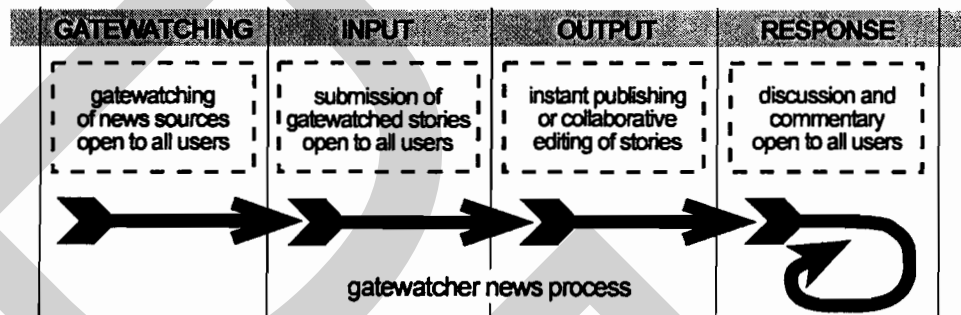 GATEWATCHING
INPUT
OUTPUT
RESPONSE
gatewatching
of news sources
open to all users
submission of
gatewatched stories
open to all users
instant publishing
or collaborative
editing of stories
discussion and
commentary
open to all users
gatewatcher news process